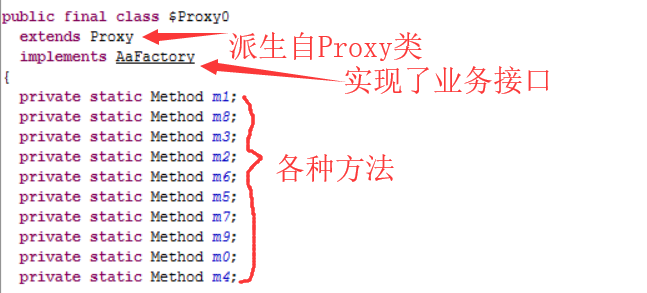 public final class $Proxy0
extends Proxy
派生自Proxy类
implements AaFactory
实现了业务接口
{
private static Method m1;
private static Method m8;
private static Method m3;
private static Method m2;
private static Method m6;
各种方法
private static Method m5;
private static Method m7;
private static Method m9;
private static Method m0;
private static Method m4;